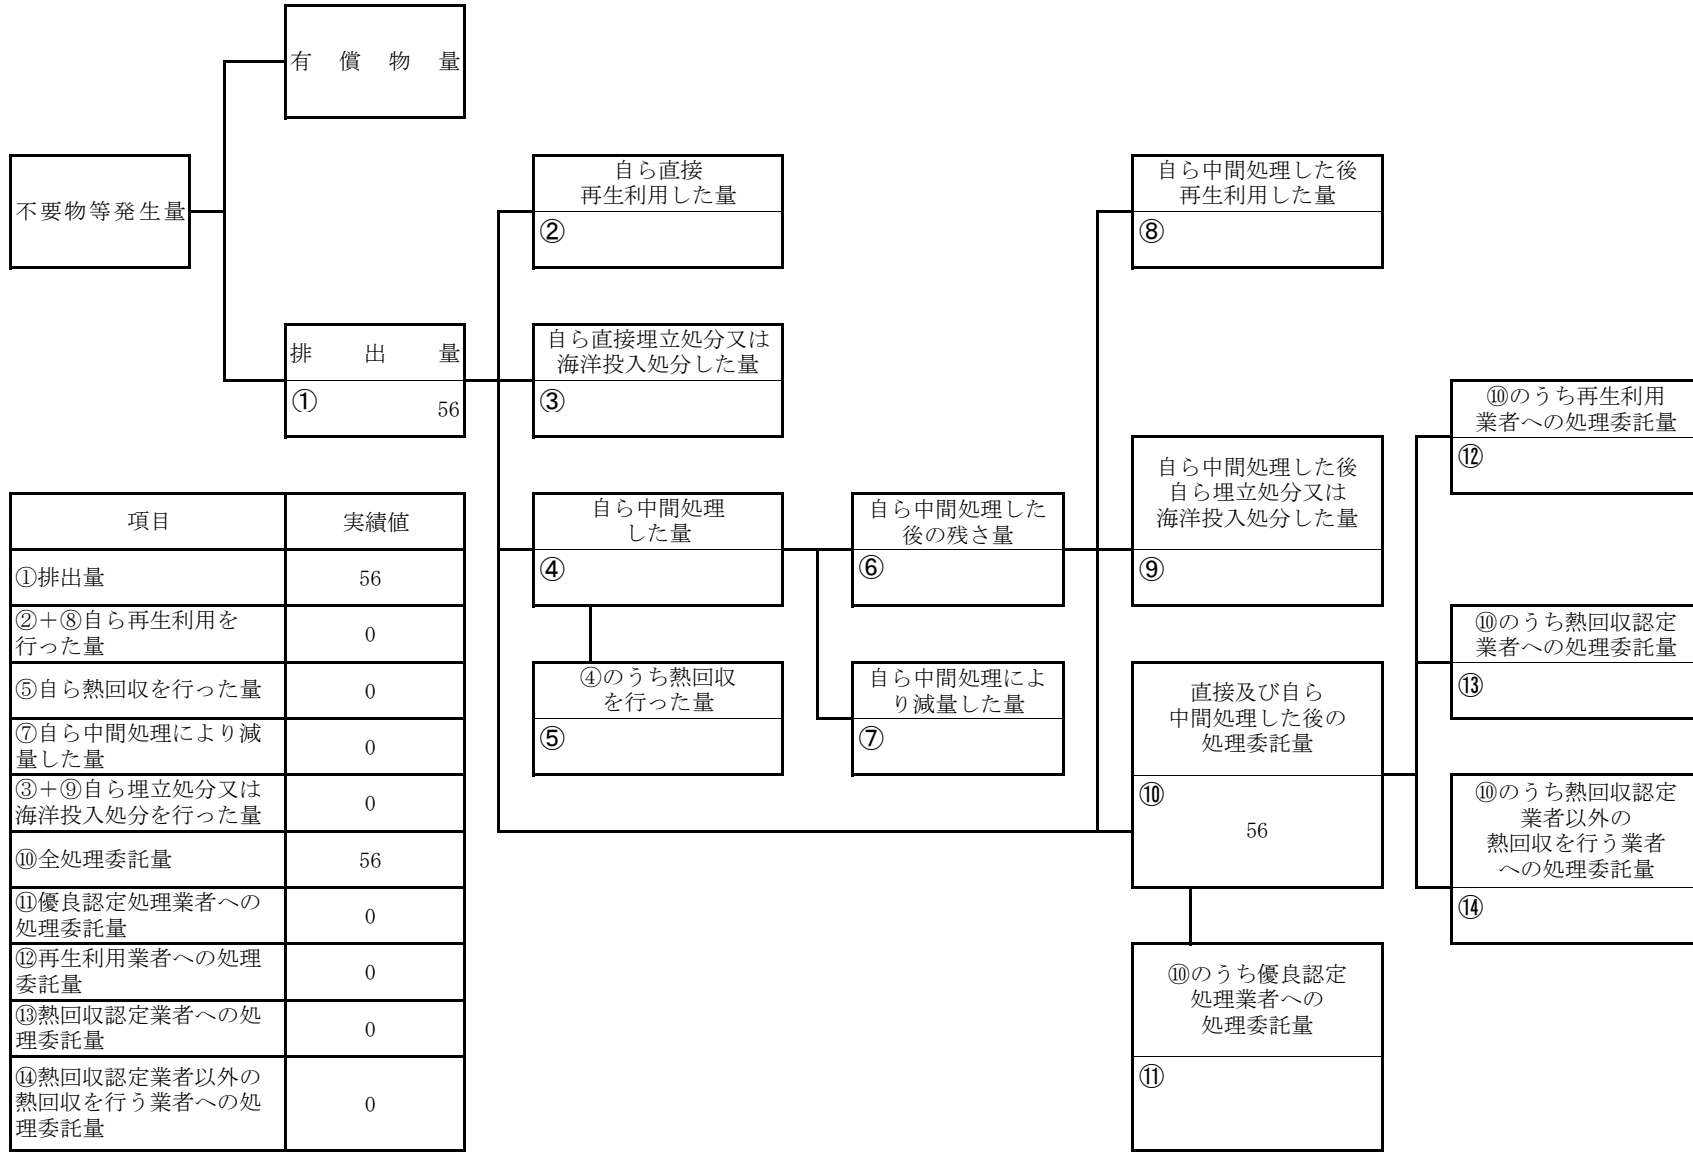 有償物量
不要物等発生量
排出量
①
56
自ら直接
再生利用した量
②
自ら直接埋立処分又は
海洋投入処分した量
③
自ら中間処理
した量
④
④のうち熱回収
を行った量
⑤
自ら中間処理した
後の残さ量
⑥
自ら中間処理によ
り減量した量
⑦
自ら中間処理した後
再生利用した量
⑧
自ら中間処理した後
自ら埋立処分又は
海洋投入処分した量
⑨
直接及び自ら
中間処理した後の
処理委託量
⑩
56
⑩のうち優良認定
処理業者への
処理委託量
⑪
⑩のうち再生利用
業者への処理委託量
⑫
⑩のうち熱回収認定
業者への処理委託量
⑬
⑩のうち熱回収認定
業者以外の
熱回収を行う業者
への処理委託量
⑭
項目 実績値
①排出量 56
②＋⑧自ら再生利用を
行った量 0
⑤自ら熱回収を行った量 0
⑦自ら中間処理により減
量した量 0
③＋⑨自ら埋立処分又は
海洋投入処分を行った量 0
⑩全処理委託量 56
⑪優良認定処理業者への
処理委託量 0
⑫再生利用業者への処理
委託量 0
⑬熱回収認定業者への処
理委託量 0
⑭熱回収認定業者以外の
熱回収を行う業者への処
理委託量 0